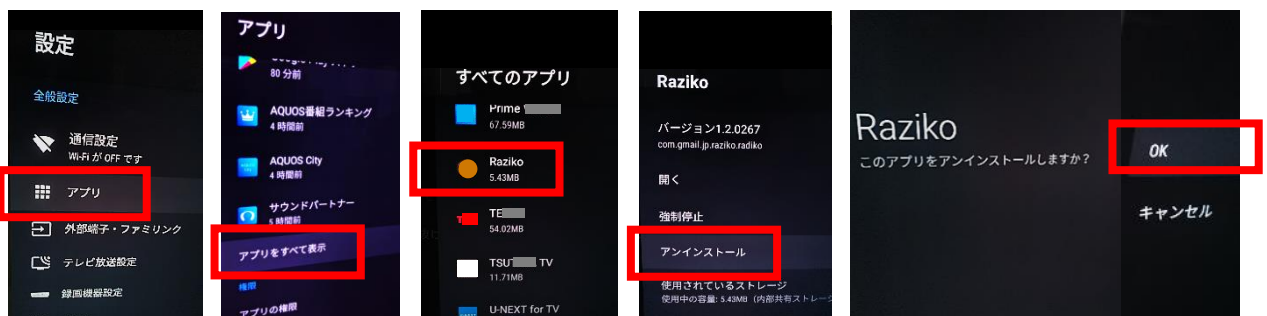 設定
全般設定
通信設定
Wi-Fi が OFF です
アプリ
外部端子・ファミリンク
テレビ放送設定
録画機器設定
アプリ
80 分前
AQUOS番組ランキング
4 時間前
AQUOS City
4 時間前
サウンドパートナー
5 時間前
アプリをすべて表示
権限
アプリの権限
すべてのアプリ
Prime
67.59MB
Raziko
5.43MB
TE
54.02MB
TSU TV
11.71MB
U-NEXT for TV
Raziko
バージョン1.2.0267
com.gmail.jp.raziko.radiko
開く
強制停止
アンインストール
使用されているストレージ
使用中の容量: 5.43MB（内部共有ストレージ
Raziko
このアプリをアンインストールしますか？
OK
キャンセル